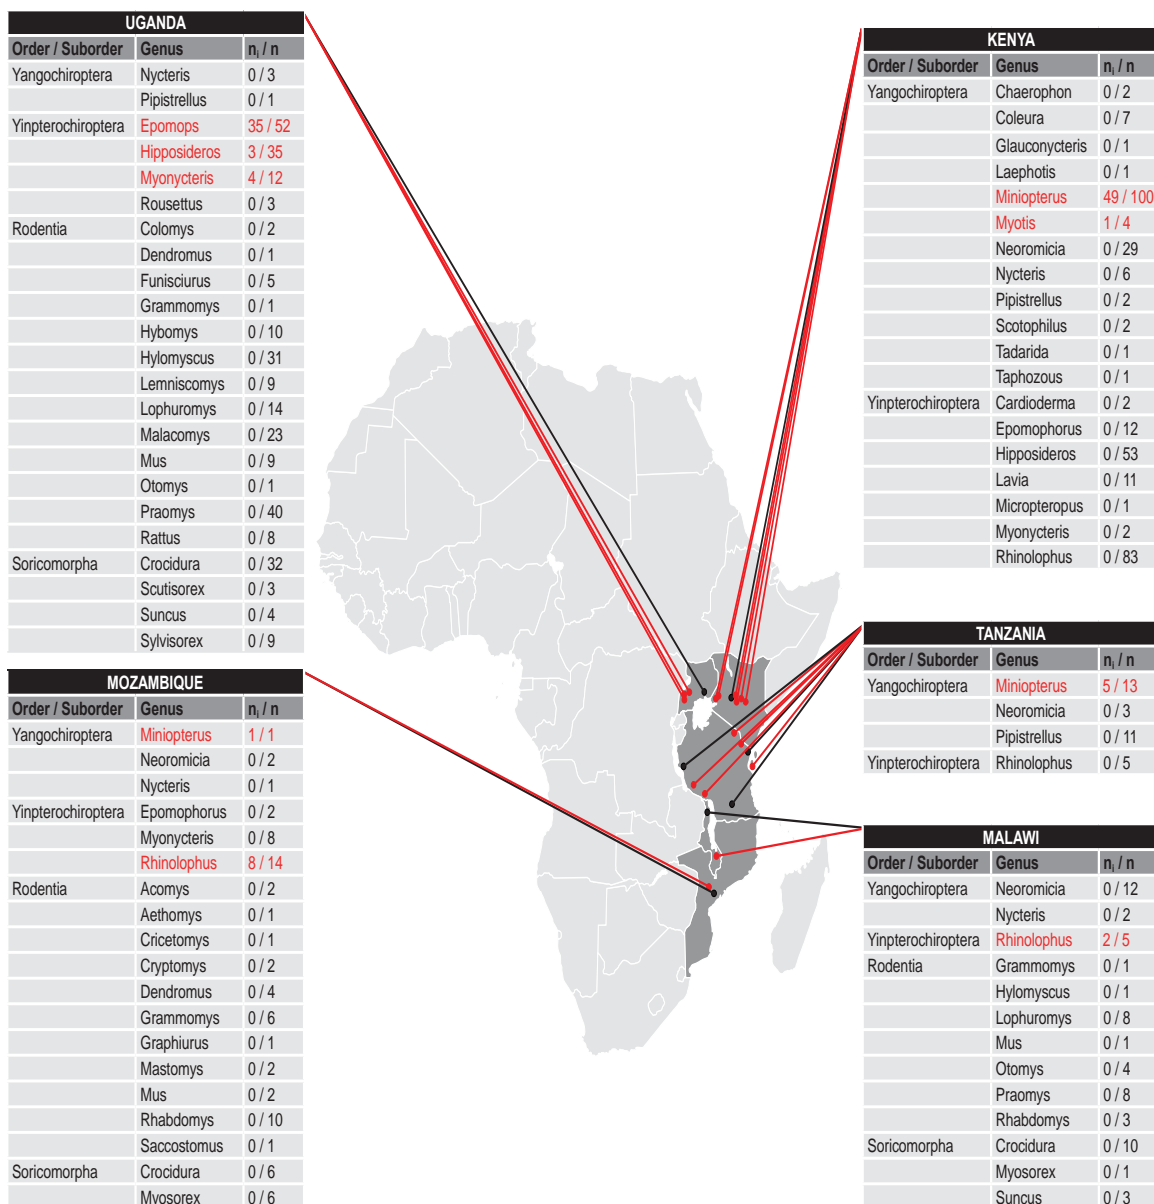 UGANDA
Order / Suborder Genus ni / n
Yangochiroptera Nycteris 0 / 3
Pipistrellus 0 / 1
Yinpterochiroptera Epomops 35 / 52
Hipposideros 3 / 35
Myonycteris 4 / 12
Rousettus 0 / 3
Rodentia Colomys 0 / 2
Dendromus 0 / 1
Funisciurus 0 / 5
Grammomys 0 / 1
Hybomys 0 / 10
Hylomyscus 0 / 31
Lemniscomys 0 / 9
Lophuromys 0 / 14
Malacomys 0 / 23
Mus 0 / 9
Otomys 0 / 1
Praomys 0 / 40
Rattus 0 / 8
Soricomorpha Crocidura 0 / 32
Scutisorex 0 / 3
Suncus 0 / 4
Sylvisorex 0 / 9
MOZAMBIQUE
Order / Suborder Genus ni / n
Yangochiroptera Miniopterus 1 / 1
Neoromicia 0 / 2
Nycteris 0 / 1
Yinpterochiroptera Epomophorus 0 / 2
Myonycteris 0 / 8
Rhinolophus 8 / 14
Rodentia Acomys 0 / 2
Aethomys 0 / 1
Cricetomys 0 / 1
Cryptomys 0 / 2
Dendromus 0 / 4
Grammomys 0 / 6
Graphiurus 0 / 1
Mastomys 0 / 2
Mus 0 / 2
Rhabdomys 0 / 10
Saccostomus 0 / 1
Soricomorpha Crocidura 0 / 6
Myosorex 0 / 6
KENYA
Order / Suborder Genus ni / n
Yangochiroptera Chaerophon 0 / 2
Coleura 0 / 7
Glauconycteris 0 / 1
Laephotis 0 / 1
Miniopterus 49 / 100
Myotis 1 / 4
Neoromicia 0 / 29
Nycteris 0 / 6
Pipistrellus 0 / 2
Scotophilus 0 / 2
Tadarida 0 / 1
Taphozous 0 / 1
Yinpterochiroptera Cardioderma 0 / 2
Epomophorus 0 / 12
Hipposideros 0 / 53
Lavia 0 / 11
Micropteropus 0 / 1
Myonycteris 0 / 2
Rhinolophus 0 / 83
TANZANIA
Order / Suborder Genus ni / n
Yangochiroptera Miniopterus 5 / 13
Neoromicia 0 / 3
Pipistrellus 0 / 11
Yinpterochiroptera Rhinolophus 0 / 5
MALAWI
Order / Suborder Genus ni / n
Yangochiroptera Neoromicia 0 / 12
Nycteris 0 / 2
Yinpterochiroptera Rhinolophus 2 / 5
Rodentia Grammomys 0 / 1
Hylomyscus 0 / 1
Lophuromys 0 / 8
Mus 0 / 1
Otomys 0 / 4
Praomys 0 / 8
Rhabdomys 0 / 3
Soricomorpha Crocidura 0 / 10
Myosorex 0 / 1
Suncus 0 / 3